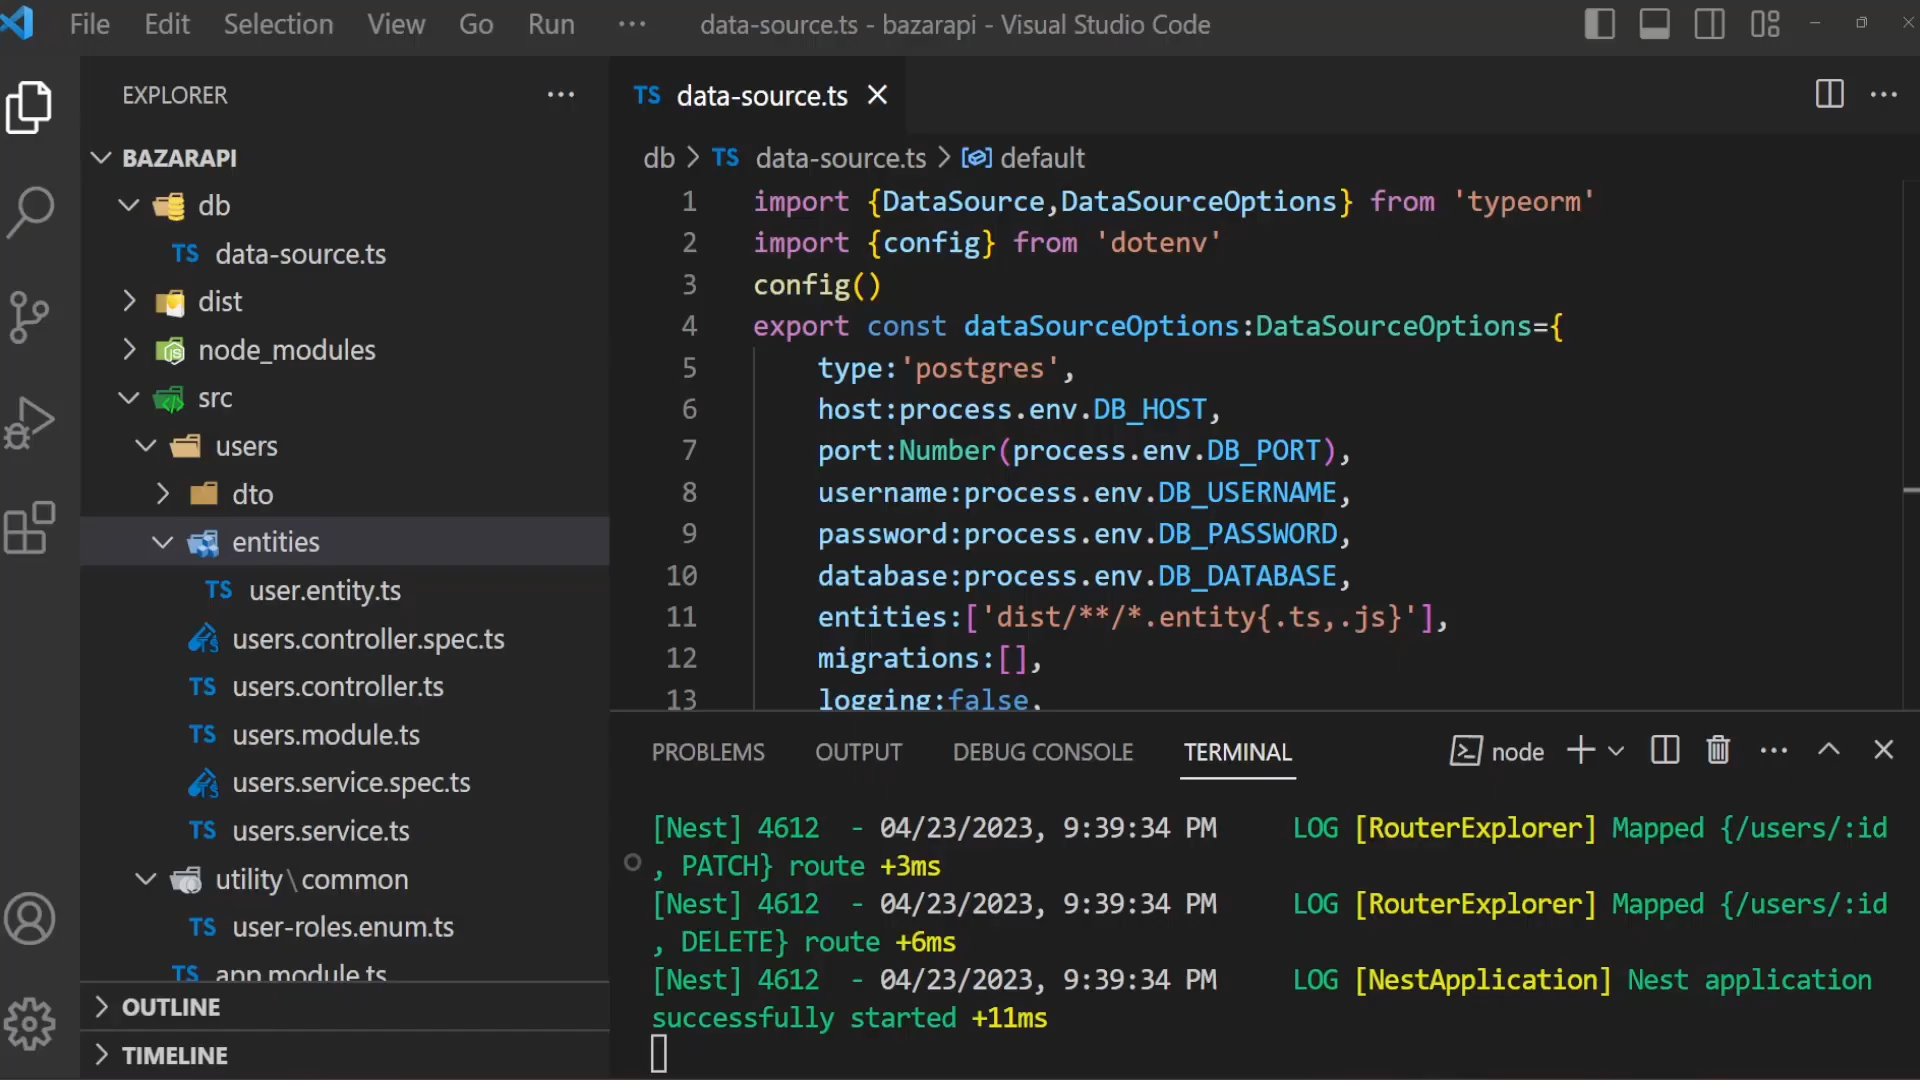 File Edit Selection View Go Run ··· data-source.ts - bazarapi - Visual Studio Code
EXPLORER ···
BAZARAPI
db
TS data-source.ts
dist
node_modules
src
users
dto
entities
TS user.entity.ts
users.controller.spec.ts
TS users.controller.ts
TS users.module.ts
users.service.spec.ts
TS users.service.ts
utility\common
TS user-roles.enum.ts
TS app.module.ts
OUTLINE
TIMELINE
TS data-source.ts
db > TS data-source.ts > default
1 import {DataSource,DataSourceOptions} from 'typeorm'
2 import {config} from 'dotenv'
3 config()
4 export const dataSourceOptions:DataSourceOptions={
5 type:'postgres',
6 host:process.env.DB_HOST,
7 port:Number(process.env.DB_PORT),
8 username:process.env.DB_USERNAME,
9 password:process.env.DB_PASSWORD,
10 database:process.env.DB_DATABASE,
11 entities:['dist/**/*.entity{.ts,.js}'],
12 migrations:[],
13 logging:false,
PROBLEMS OUTPUT DEBUG CONSOLE TERMINAL node
[Nest] 4612 - 04/23/2023, 9:39:34 PM LOG [RouterExplorer] Mapped {/users/:id
, PATCH} route +3ms
[Nest] 4612 - 04/23/2023, 9:39:34 PM LOG [RouterExplorer] Mapped {/users/:id
, DELETE} route +6ms
[Nest] 4612 - 04/23/2023, 9:39:34 PM LOG [NestApplication] Nest application
successfully started +11ms